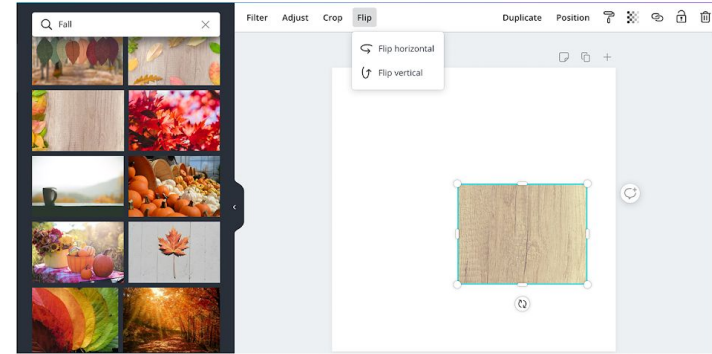 Fall
Filter Adjust Crop Flip Duplicate Position
Flip horizontal
Flip vertical